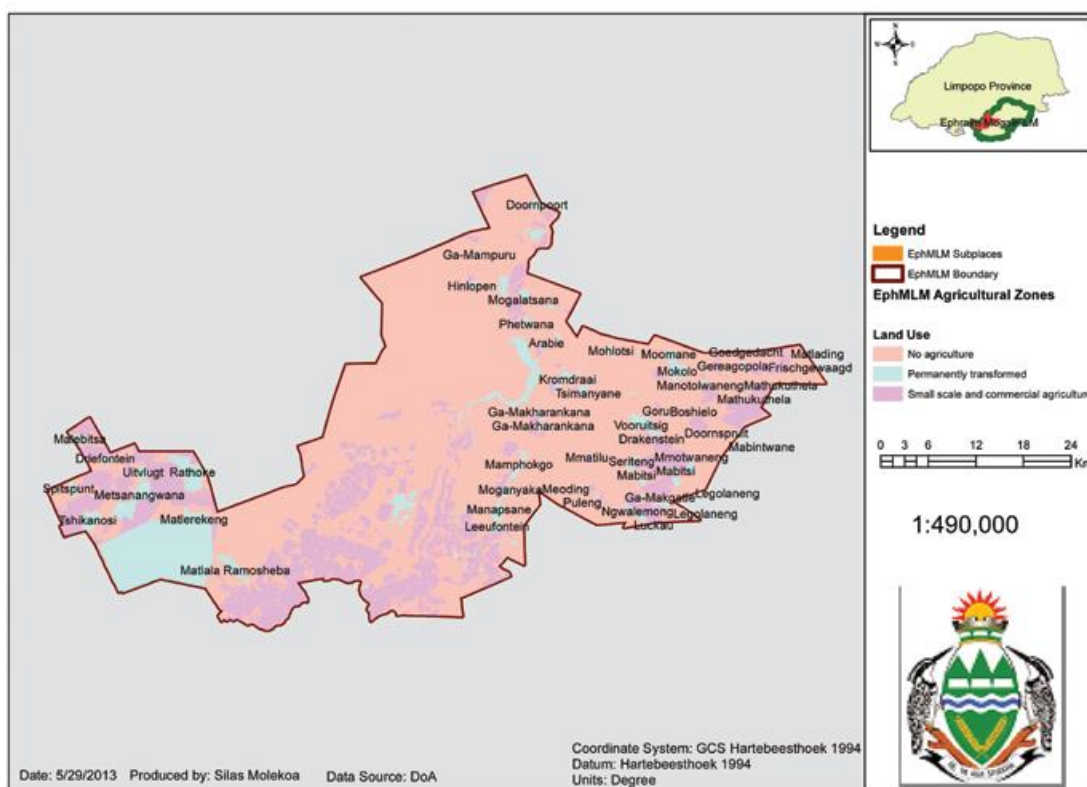 Doornpoort
Ga-Mampuru
Hinlopen
Mogalatsana
Phetwana
Arabie
Mohlotsi
Moomane
Goedgedacht
Matlading
Gereagopola
Frischgewaagd
Mokolo
Kromdraai
Tsimanyane
Manotolwaneng
Mathukuthela
Mathukuthela
Ga-Makharankana
Ga-Makharankana
Goru
Boshielo
Vooruitsig
Drakenstein
Doornspruit
Mabintwane
Malebitsa
Driefontein
Uitvlugt
Rathoke
Spitspunt
Metsanangwana
Tshikanosi
Matlerekeng
Matlala Ramosheba
Mamphokgo
Mmatilu
Seriteng
Mmotwaneng
Mabitsi
Mabitsi
Moganyaka
Meoding
Puleng
Ga-Makgatle
Legolaneng
Manapsane
Ngwalemong
Legolaneng
Leeufontein
Luckau
Date: 5/29/2013 Produced by: Silas Molekoa Data Source: DoA
Coordinate System: GCS Hartebeesthoek 1994
Datum: Hartebeesthoek 1994
Units: Degree
N
W E
S
Limpopo Province
Ephraim Mogale LM
Legend
EphMLM Subplaces
EphMLM Boundary
EphMLM Agricultural Zones
Land Use
No agriculture
Permanently transformed
Small scale and commercial agriculture
0 3 6 12 18 24
Km
1:490,000